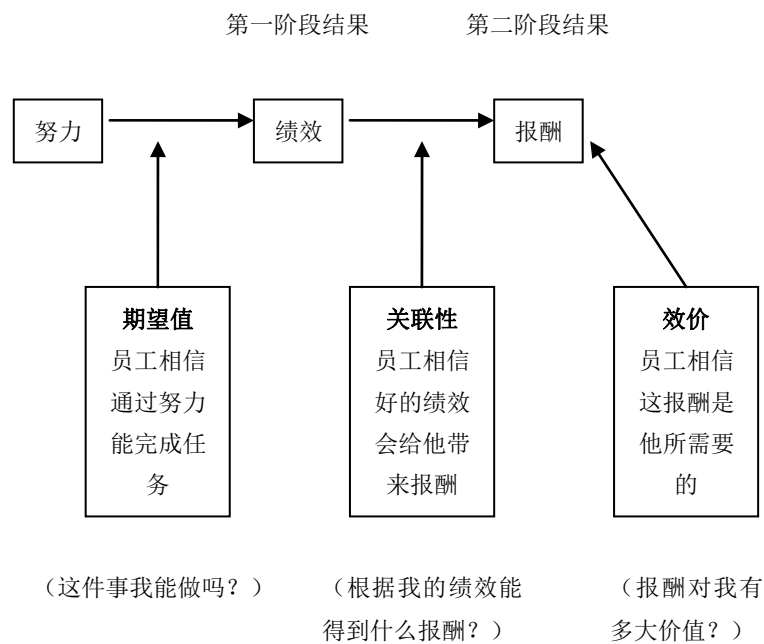 第一阶段结果
第二阶段结果
努力
绩效
报酬
期望值
员工相信
通过努力
能完成任
务
关联性
员工相信
好的绩效
会给他带
来报酬
效价
员工相信
这报酬是
他所需要
的
（这件事我能做吗？）
（根据我的绩效能
得到什么报酬？）
（报酬对我有
多大价值？）